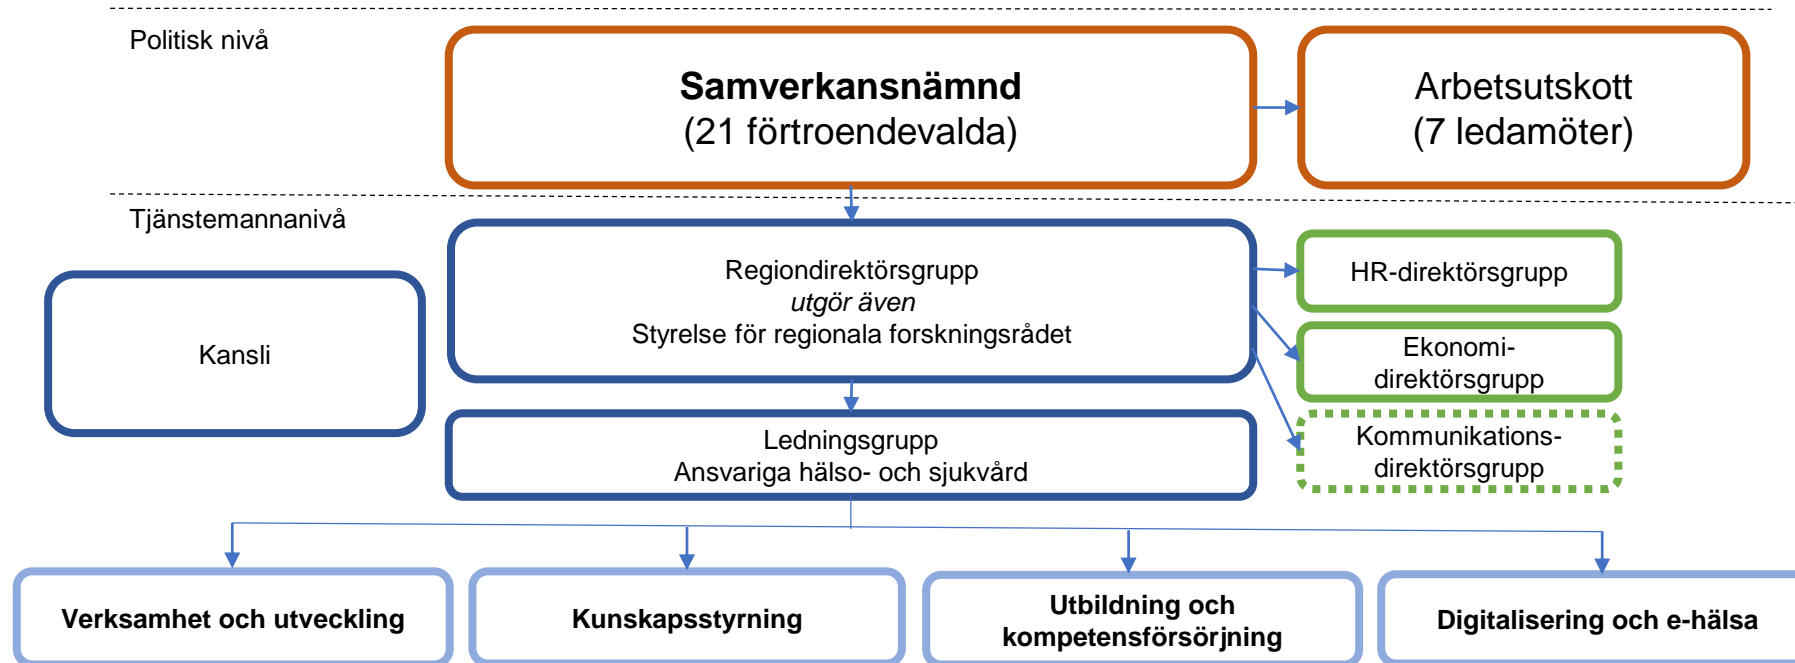 Politisk nivå
Samverkansnämnd
(21 förtroendevalda)
Arbetsutskott
(7 ledamöter)
Tjänstemannanivå
Kansli
Regiondirektörsgrupp
utgör även
Styrelse för regionala forskningsrådet
HR-direktörsgrupp
Ekonomi-
direktörsgrupp
Kommunikations-
direktörsgrupp
Ledningsgrupp
Ansvariga hälso- och sjukvård
Verksamhet och utveckling
Kunskapsstyrning
Utbildning och
kompetensförsörjning
Digitalisering och e-hälsa